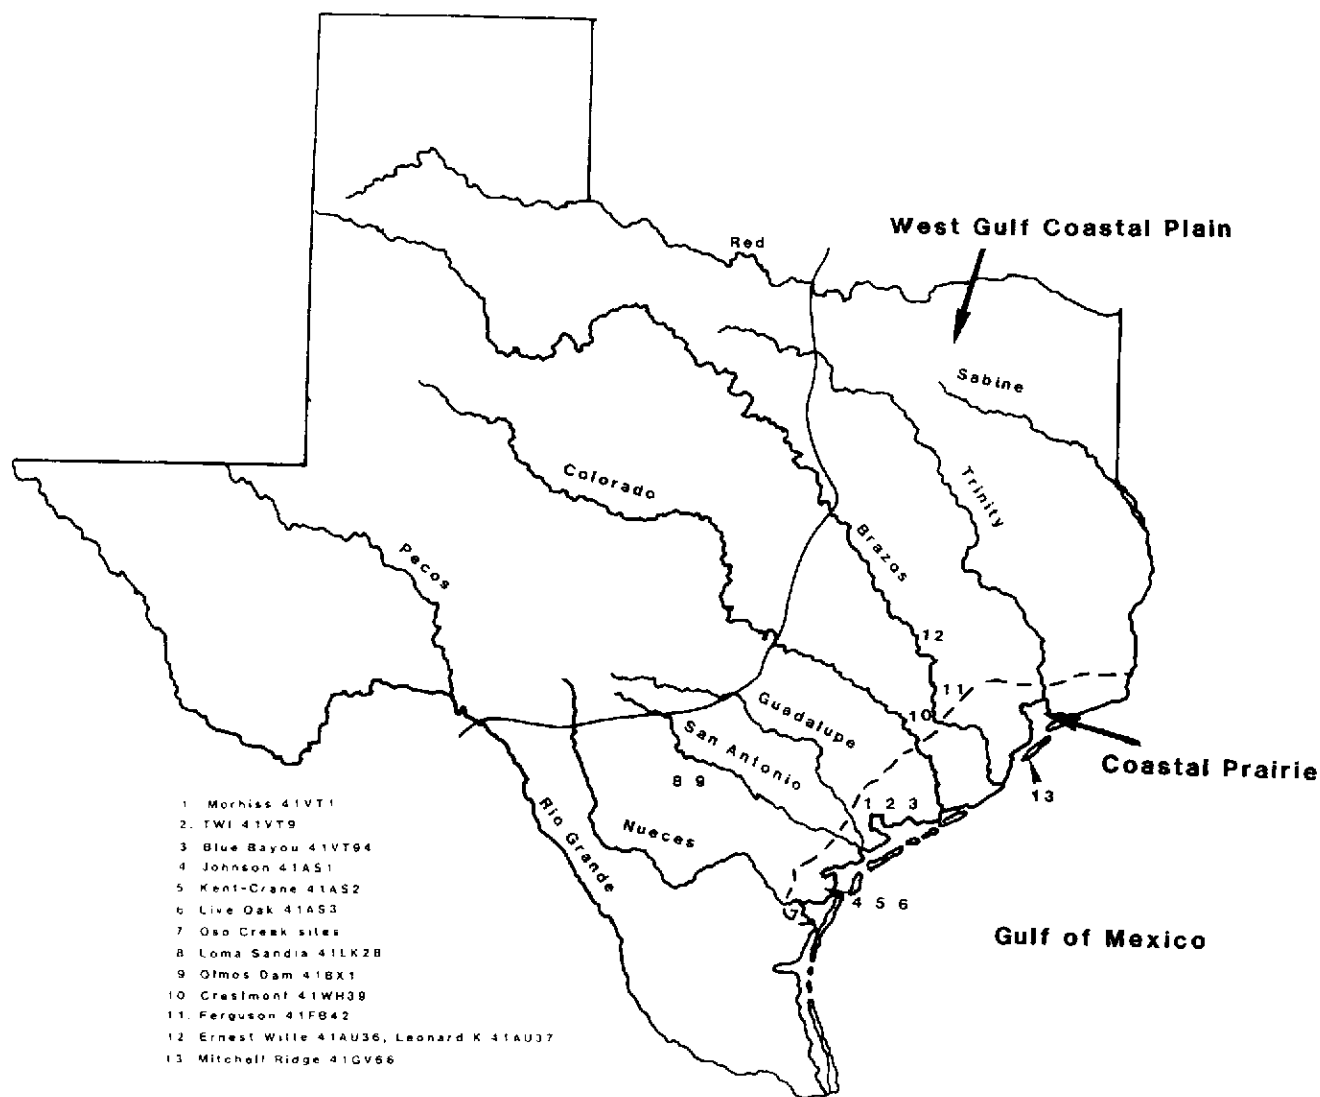 West Gulf Coastal Plain
Red
Sabine
Colorado
Trinity
Pecos
Brazos
12
11
10
Guadalupe
San Antonio
Coastal Prairie
8 9
13
Rio Grande
Nueces
1 2 3
4 5 6
7
Gulf of Mexico
1 Morhiss 41VT1
2. TWI 41VT9
3 Blue Bayou 41VT94
4 Johnson 41AS1
5 Kent-Crane 41AS2
6 Live Oak 41AS3
7 Oso Creek sites
8 Loma Sandia 41LK28
9 Olmos Dam 41BX1
10 Crestmont 41WH39
11. Ferguson 41FB42
12 Ernest Witte 41AU36, Leonard K 41AU37
13 Mitchell Ridge 41GV66